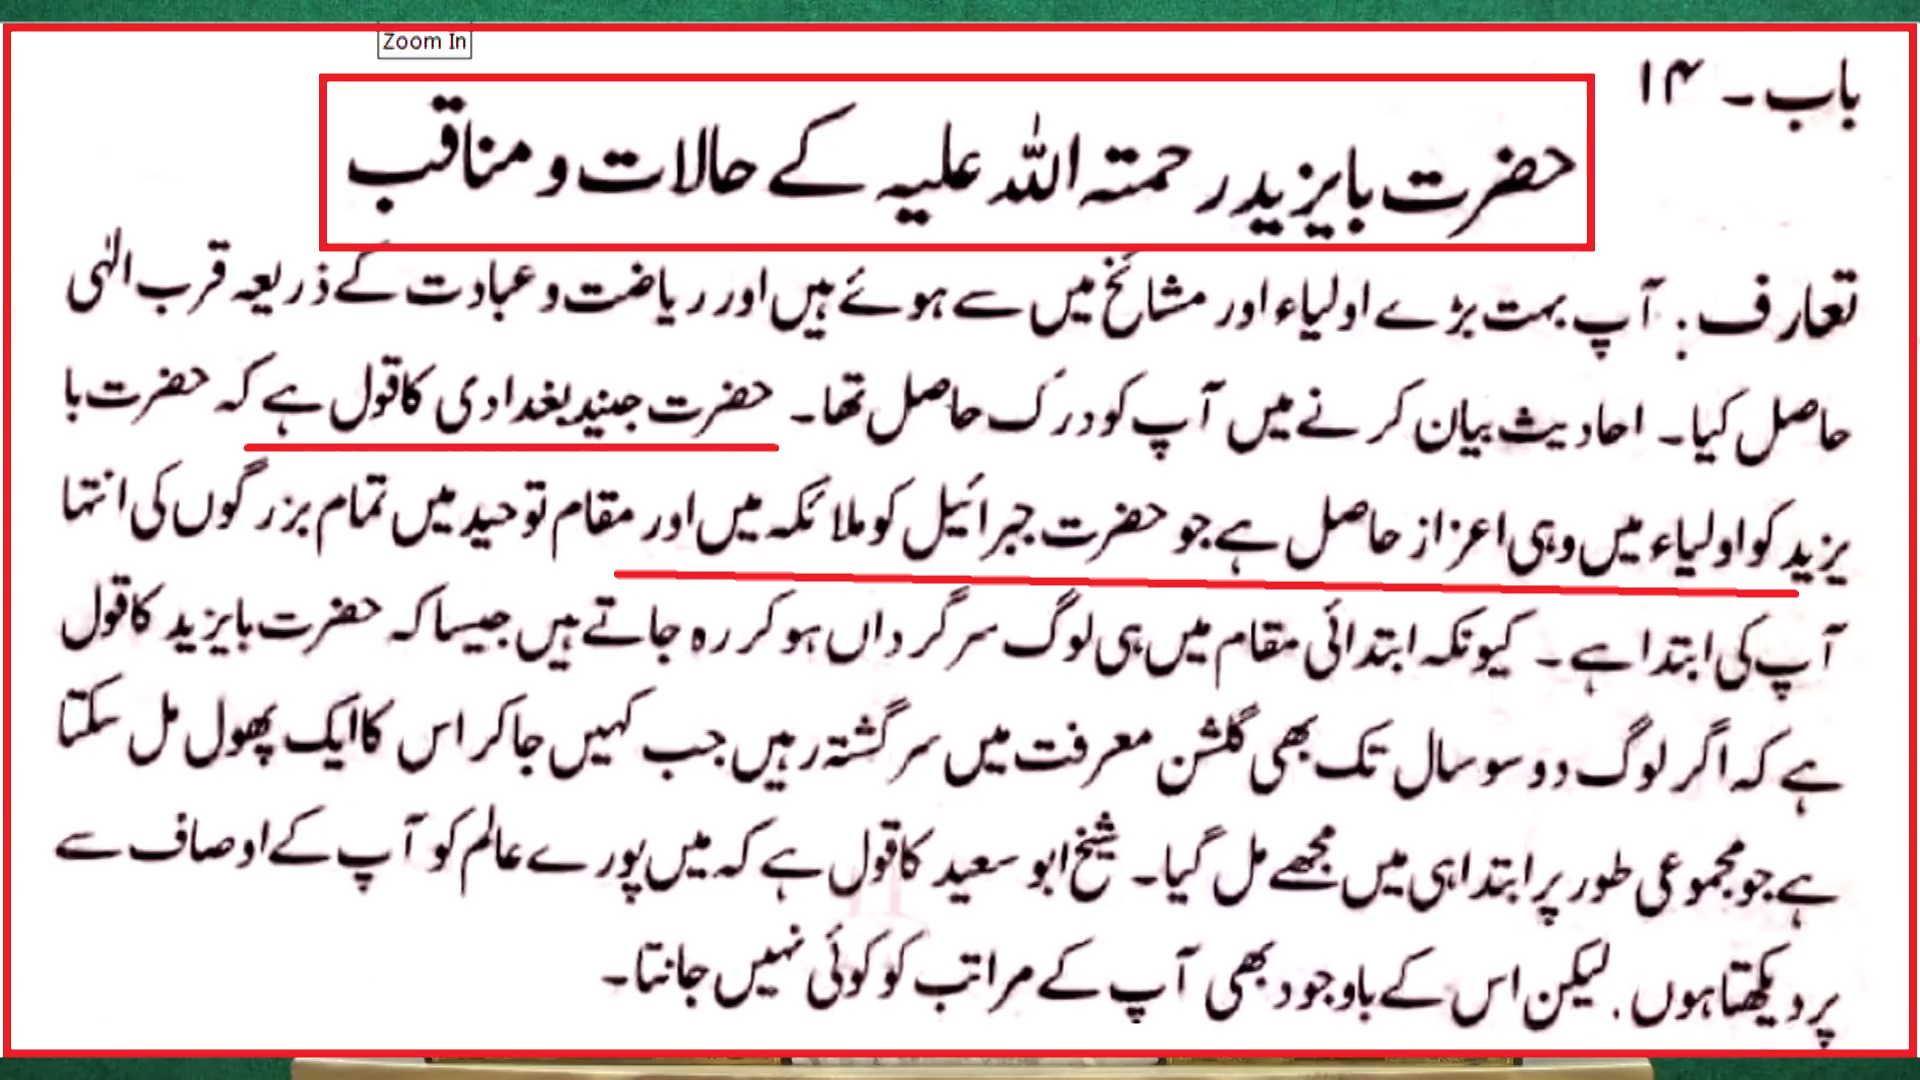 Zoom In
باب ۔ ۱۴
حضرت بایزید رحمتہ اللہ علیہ کے حالات و مناقب
تعارف : آپ بہت بڑے اولیاء اور مشائخ میں سے ہوئے ہیں اور ریاضت و عبادت کے ذریعہ قرب الٰہی
حاصل کیا۔ احادیث بیان کرنے میں آپ کو درک حاصل تھا۔ حضرت جنید بغدادی کا قول ہے کہ حضرت با
یزید کو اولیاء میں وہی اعزاز حاصل ہے جو حضرت جبرائیل کو ملائکہ میں اور مقام توحید میں تمام بزرگوں کی انتہا
آپ کی ابتدا ہے ۔ کیونکہ ابتدائی مقام میں ہی لوگ سرگرداں ہو کر رہ جاتے ہیں جیسا کہ حضرت بایزید کا قول
ہے کہ اگر لوگ دو سو سال تک بھی گلشن معرفت میں سرگشتہ رہیں جب کہیں جا کر اس کا ایک پھول مل سکتا
ہے جو مجموعی طور پر ابتدا ہی میں مجھے مل گیا۔ شیخ ابو سعید کا قول ہے کہ میں پورے عالم کو آپ کے اوصاف سے
پر دیکھتا ہوں . لیکن اس کے باوجود بھی آپ کے مراتب کو کوئی نہیں جانتا۔